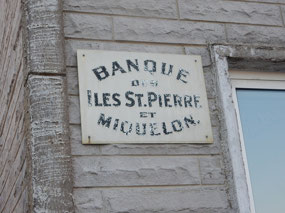 BANQUE
DES
ILES ST. PIERRE
ET
MIQUELON.